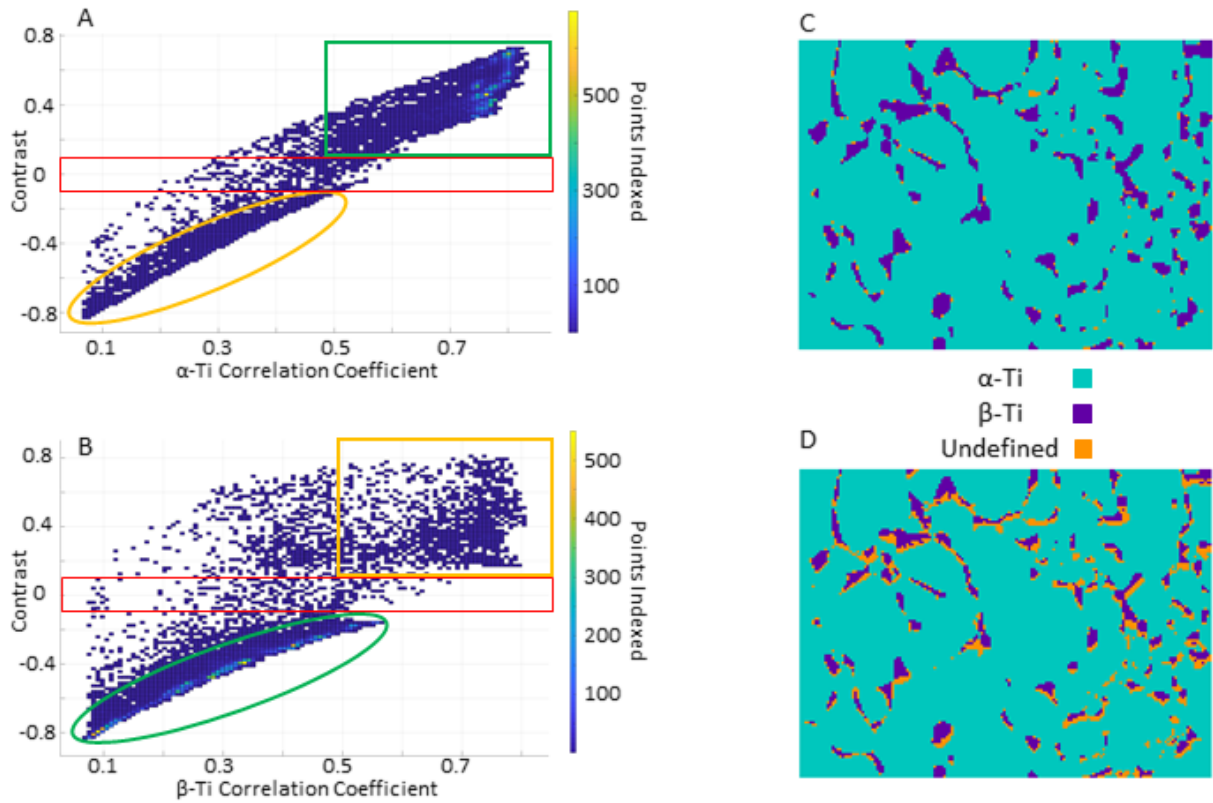 A
0.8
0.4
0
-0.4
-0.8
Contrast
0.1 0.3 0.5 0.7
α-Ti Correlation Coefficient
500
300
100
Points Indexed
B
0.8
0.4
0
-0.4
-0.8
Contrast
0.1 0.3 0.5 0.7
β-Ti Correlation Coefficient
500
400
300
200
100
Points Indexed
C
α-Ti
β-Ti
Undefined
D